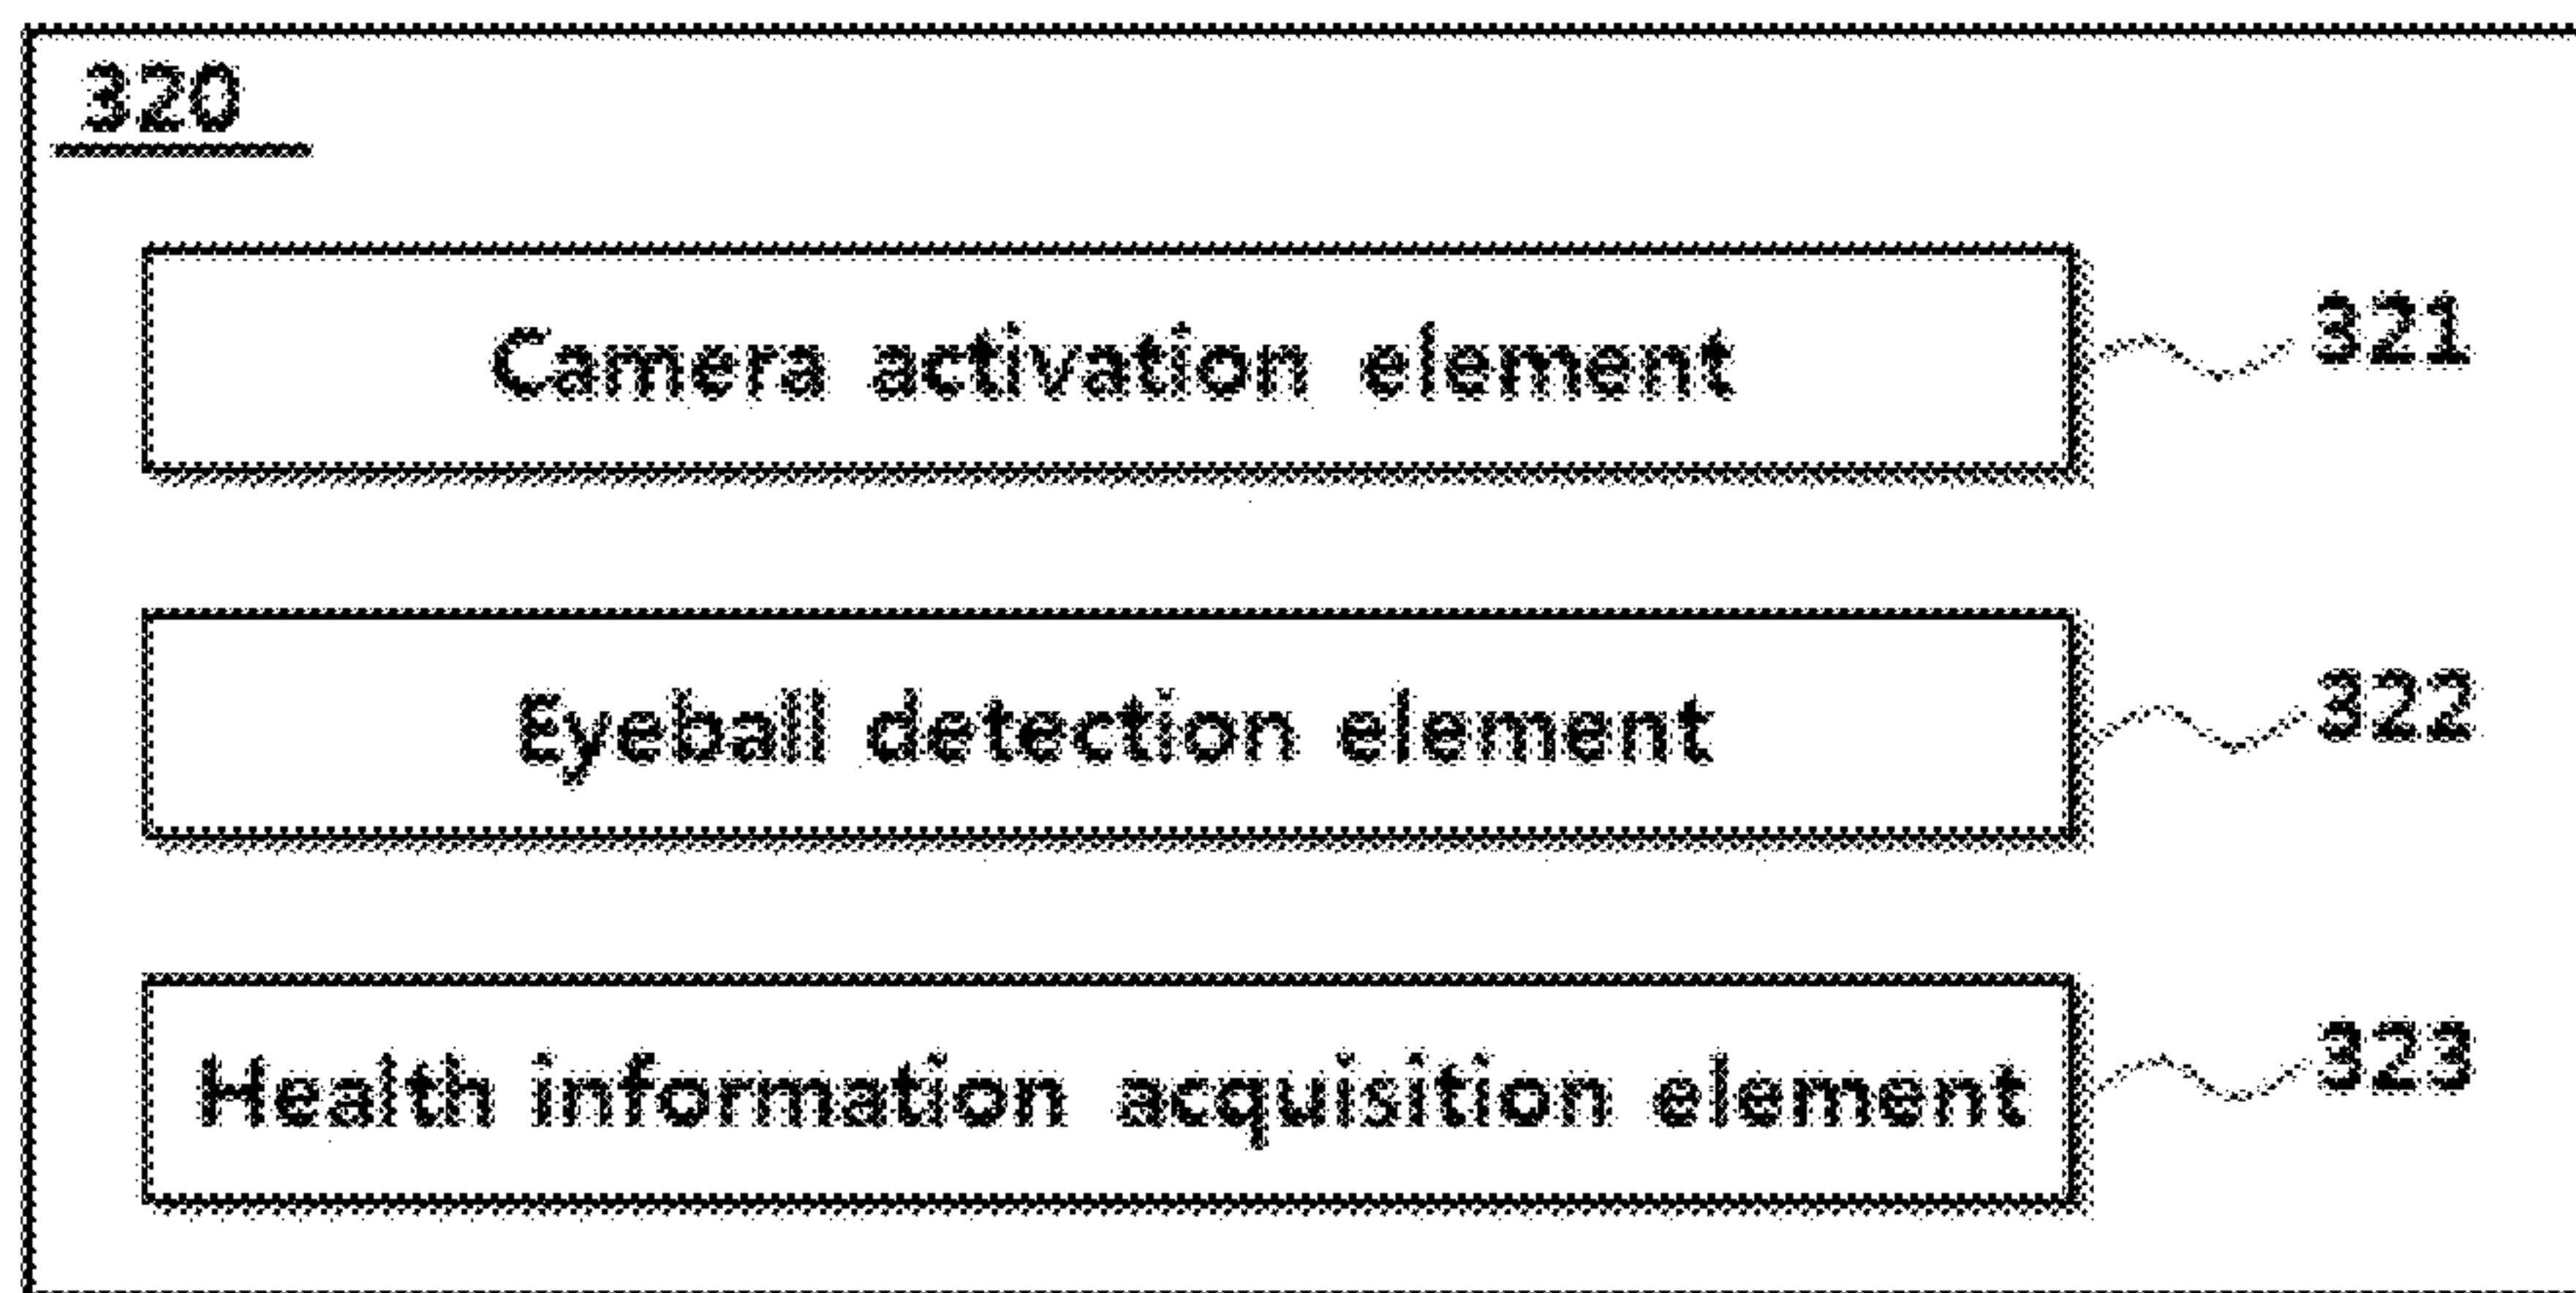 320
Camera activation element
321
Eyeball detection element
322
Health information acquisition element
323